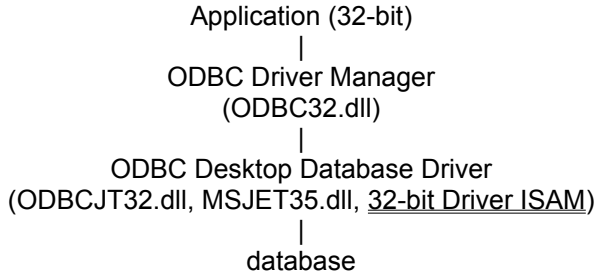 Application (32-bit)
|
ODBC Driver Manager
(ODBC32.dll)
|
ODBC Desktop Database Driver
(ODBCJT32.dll, MSJET35.dll, 32-bit Driver ISAM)
|
database